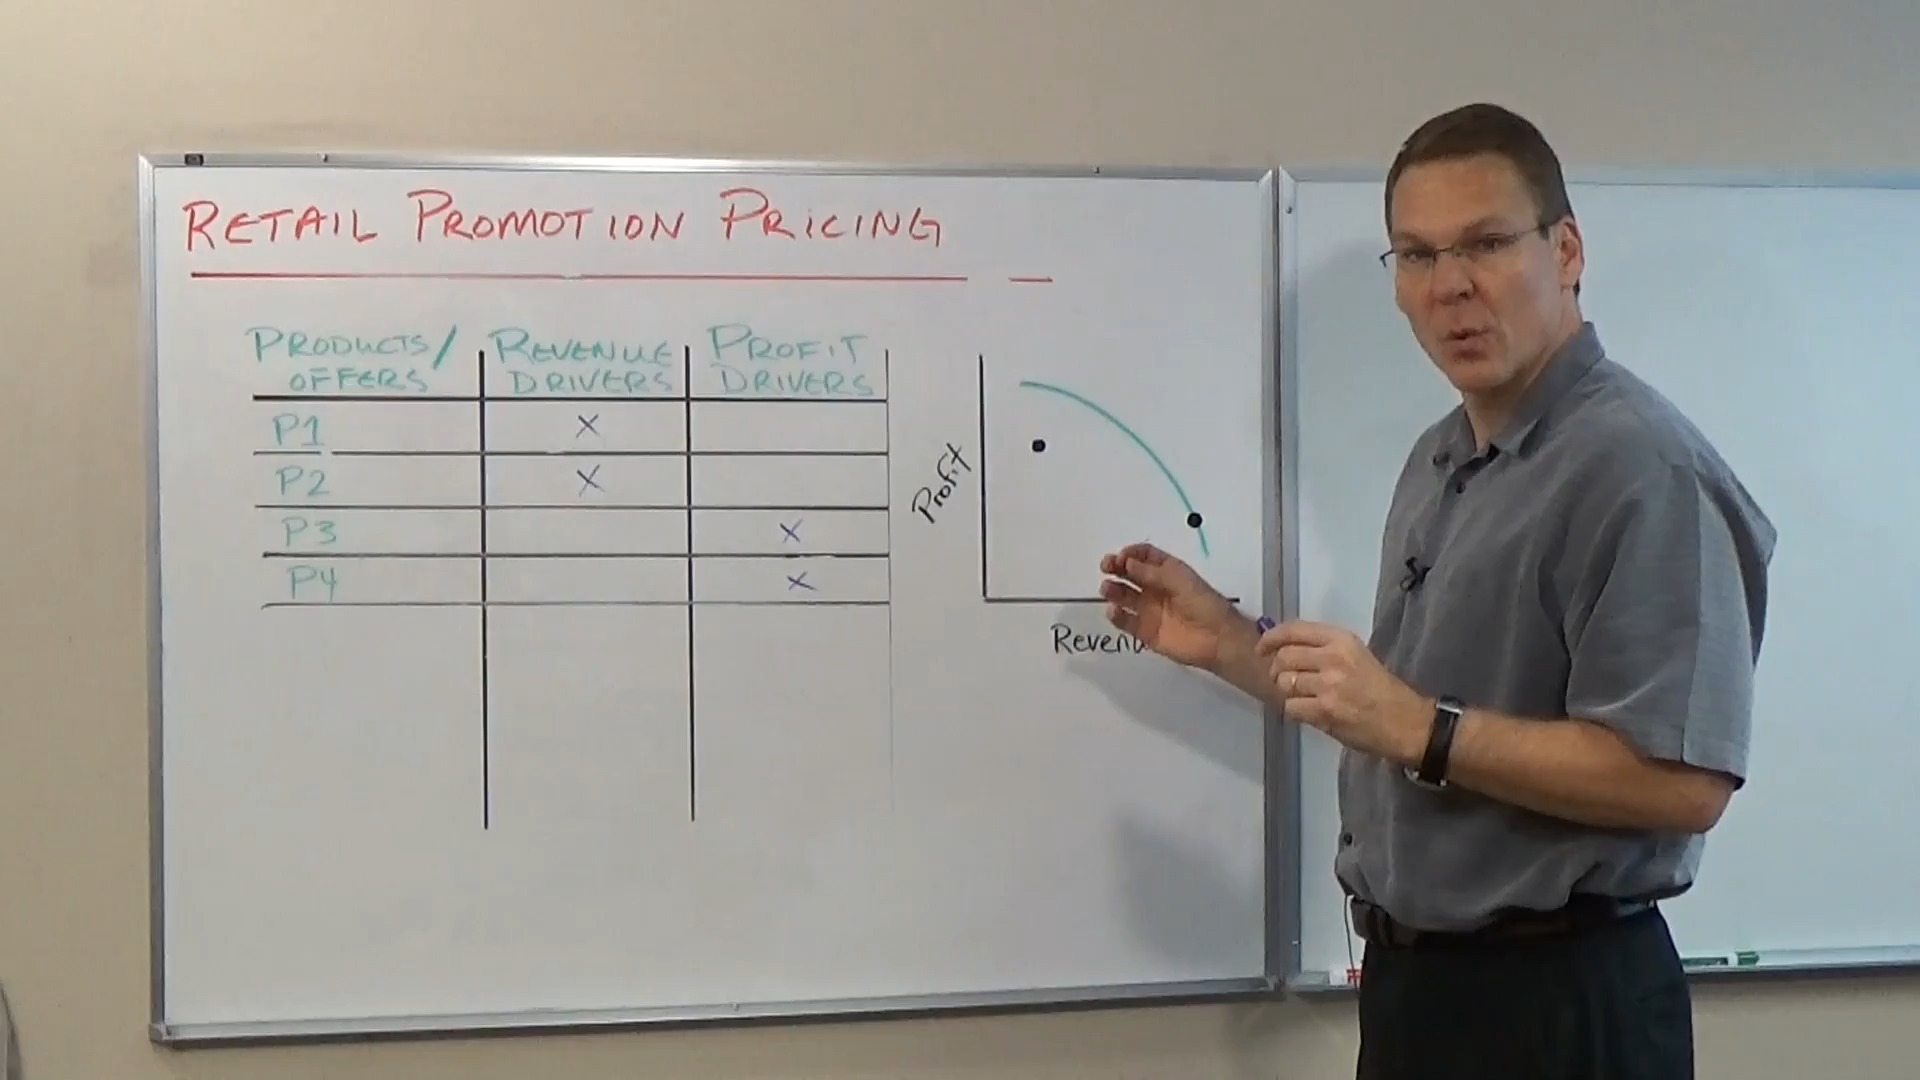 RETAIL PROMOTION PRICING
PRODUCTS/ REVENUE PROFIT
OFFERS DRIVERS DRIVERS
P1 X
P2 X
P3 X
P4 X
Profit